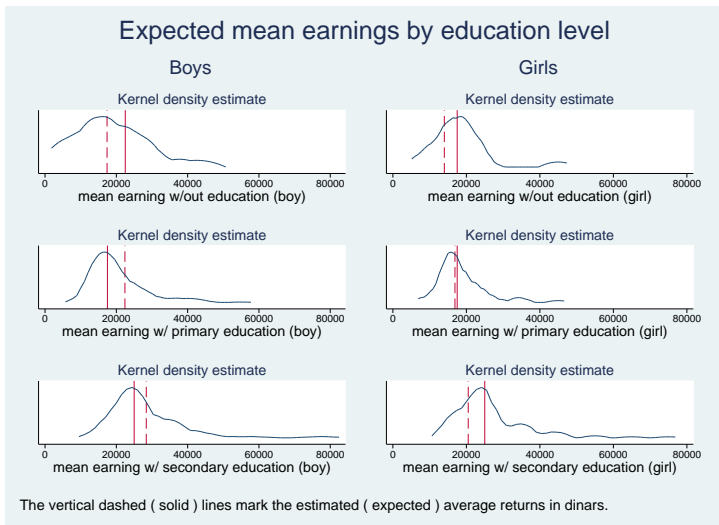 Expected mean earnings by education level
Boys
Girls
Kernel density estimate
Kernel density estimate
0 20000 40000 60000 80000
0 20000 40000 60000 80000
mean earning w/out education (boy)
mean earning w/out education (girl)
Kernel density estimate
Kernel density estimate
0 20000 40000 60000 80000
0 20000 40000 60000 80000
mean earning w/ primary education (boy)
mean earning w/ primary education (girl)
Kernel density estimate
Kernel density estimate
0 20000 40000 60000 80000
0 20000 40000 60000 80000
mean earning w/ secondary education (boy)
mean earning w/ secondary education (girl)
The vertical dashed ( solid ) lines mark the estimated ( expected ) average returns in dinars.